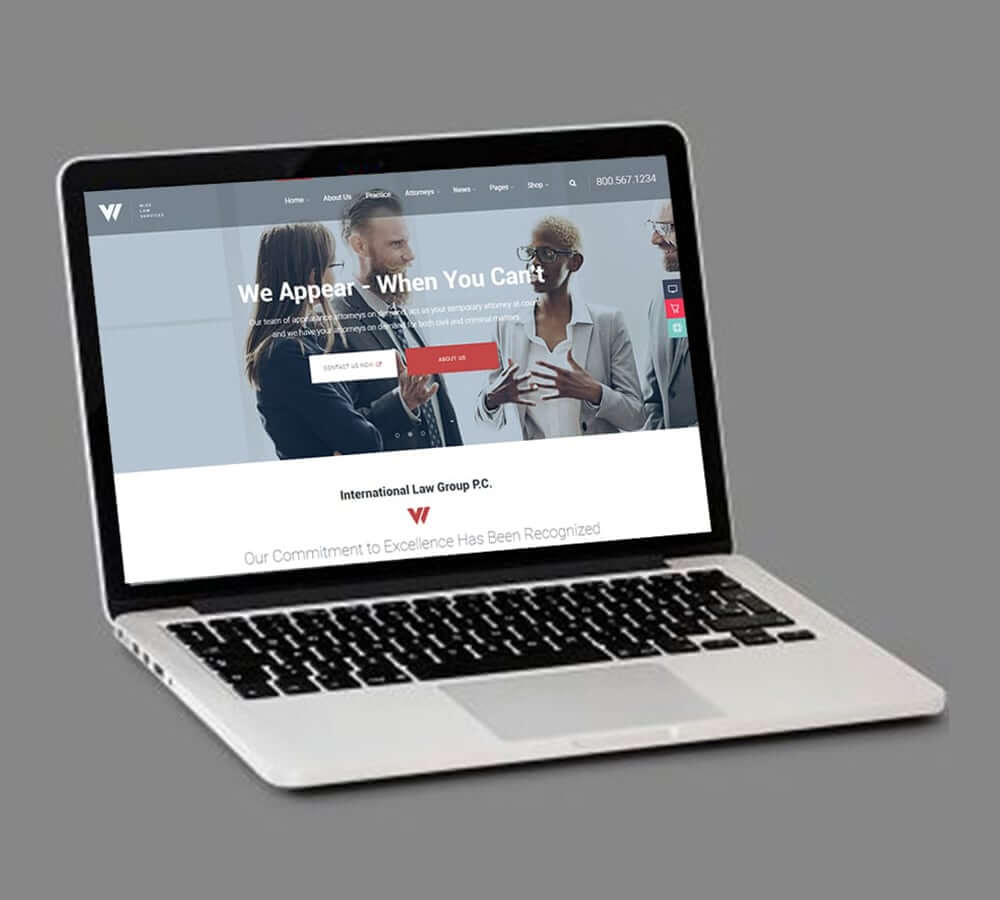 WISE
LAW
SERVICES
Home
About Us
Practice
Attorneys
News
Pages
Shop
800.567.1234
We Appear - When You Can't
Our team of appearance attorneys on demand, act as your temporary attorney at court
and we have your attorneys on demand for both civil and criminal matters
CONTACT US NOW
ABOUT US
International Law Group P.C.
Our Commitment to Excellence Has Been Recognized